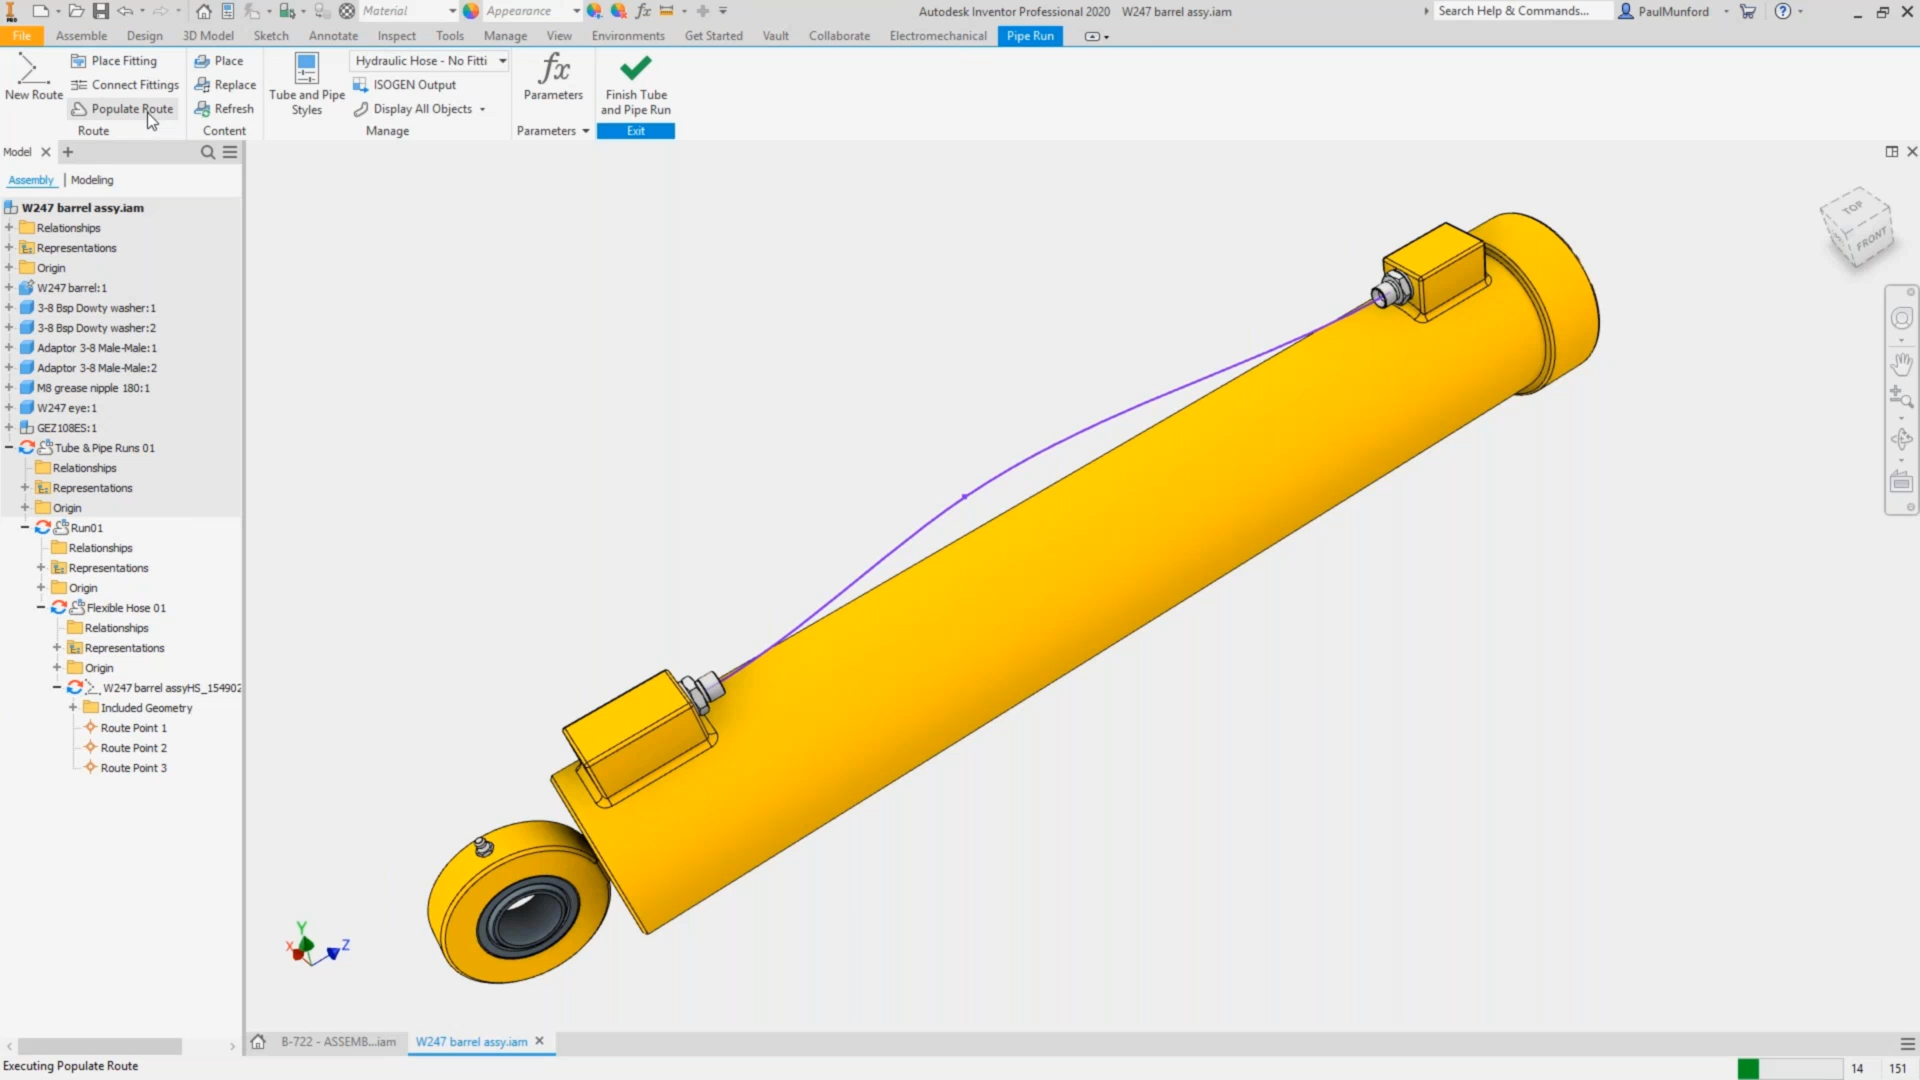 Material
Appearance
Autodesk Inventor Professional 2020 W247 barrel assy.iam
Search Help & Commands...
PaulMunford
File Assemble Design 3D Model Sketch Annotate Inspect Tools Manage View Environments Get Started Vault Collaborate Electromechanical Pipe Run
New Route
Place Fitting
Connect Fittings
Populate Route
Route
Place
Replace
Refresh
Content
Tube and Pipe
Styles
Hydraulic Hose - No Fitti
ISOGEN Output
Display All Objects
Manage
fx
Parameters
Parameters
Finish Tube
and Pipe Run
Exit
Model
Assembly | Modeling
W247 barrel assy.iam
Relationships
Representations
Origin
W247 barrel:1
3-8 Bsp Dowty washer:1
3-8 Bsp Dowty washer:2
Adaptor 3-8 Male-Male:1
Adaptor 3-8 Male-Male:2
M8 grease nipple 180:1
W247 eye:1
GEZ108ES:1
Tube & Pipe Runs 01
Relationships
Representations
Origin
Run01
Relationships
Representations
Origin
Flexible Hose 01
Relationships
Representations
Origin
W247 barrel assyHS_154902
Included Geometry
Route Point 1
Route Point 2
Route Point 3
TOP
FRONT
Y
X
Z
B-722 - ASSEMB...iam
W247 barrel assy.iam
Executing Populate Route
14 151